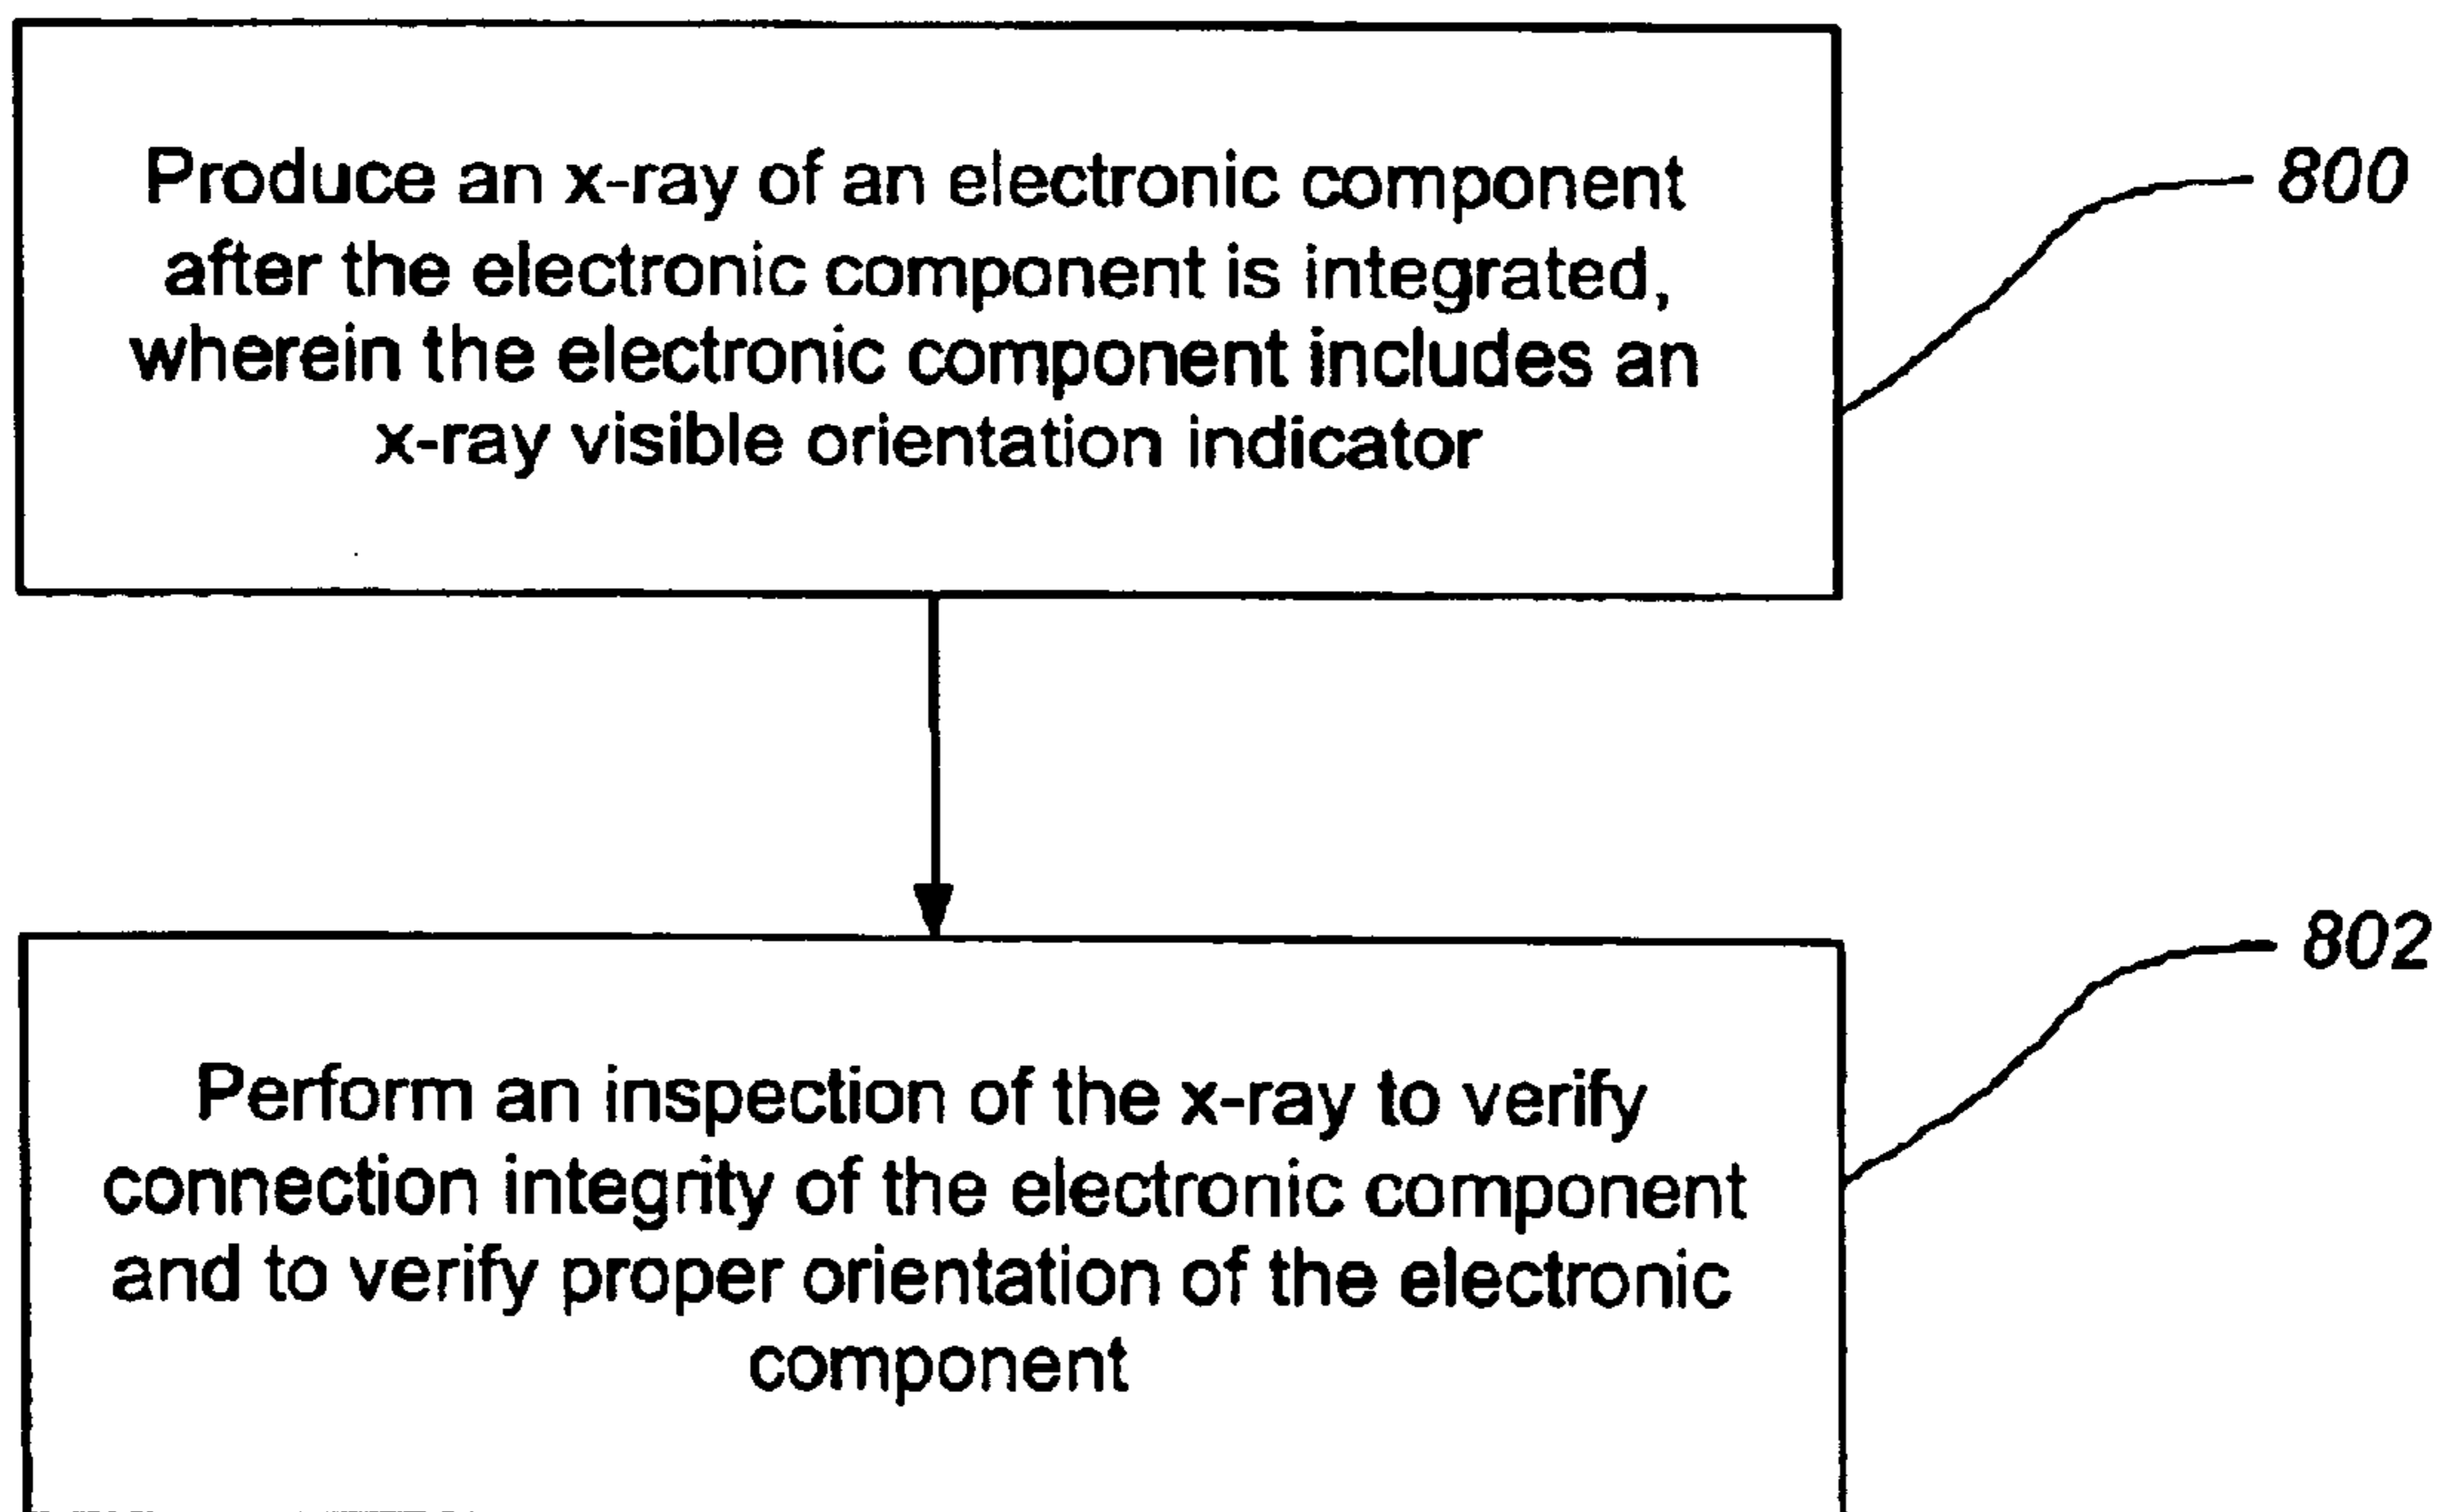 Produce an x-ray of an electronic component
after the electronic component is integrated,
wherein the electronic component includes an
x-ray visible orientation indicator
800
802
Perform an inspection of the x-ray to verify
connection integrity of the electronic component
and to verify proper orientation of the electronic
component